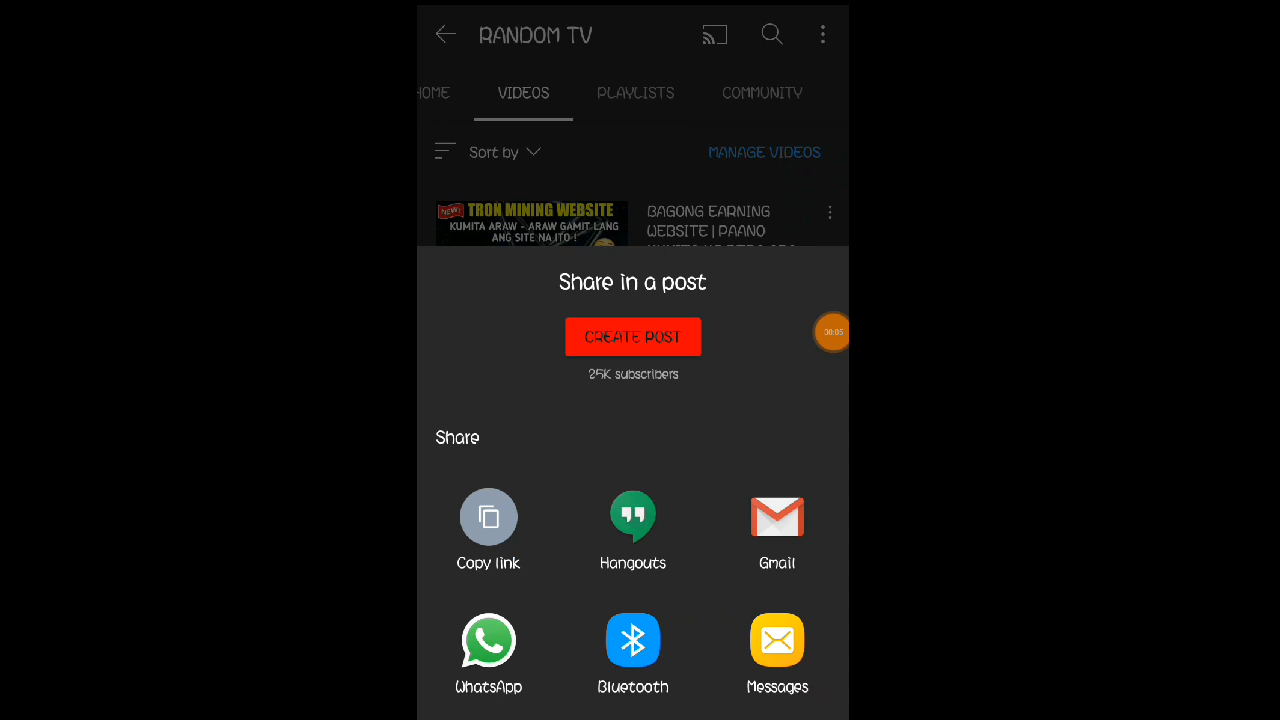 RANDOM TV
HOME VIDEOS PLAYLISTS COMMUNITY
Sort by MANAGE VIDEOS
NEW! TRON MINING WEBSITE
KUMITA ARAW - ARAW GAMIT LANG
ANG SITE NA ITO !
BAGONG EARNING
WEBSITE | PAANO
Share in a post
CREATE POST
00:05
25K subscribers
Share
Copy link Hangouts Gmail
WhatsApp Bluetooth Messages